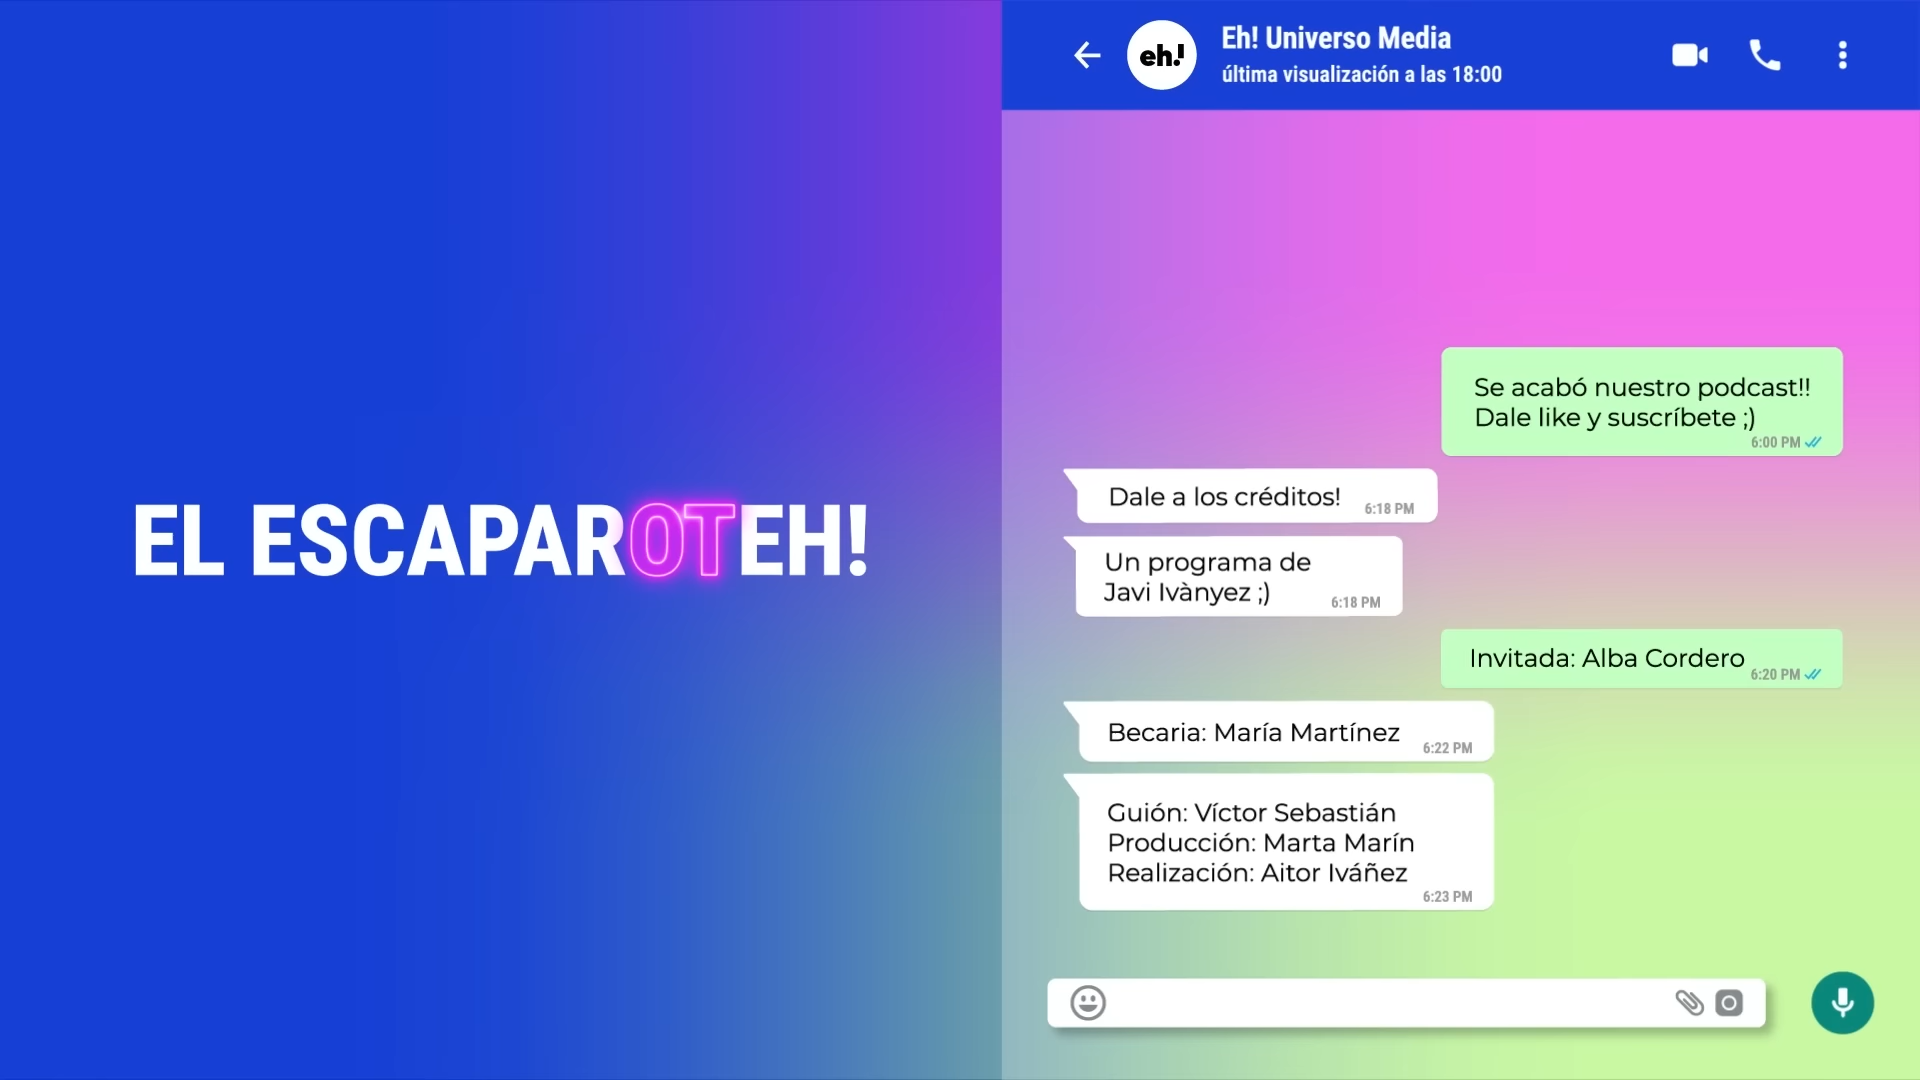 EL ESCAPAROTEH!
eh!
Eh! Universo Media
última visualización a las 18:00
Se acabó nuestro podcast!!
Dale like y suscríbete ;)
6:00 PM
Dale a los créditos!
6:18 PM
Un programa de
Javi Ivànyez ;)
6:18 PM
Invitada: Alba Cordero
6:20 PM
Becaria: María Martínez
6:22 PM
Guión: Víctor Sebastián
Producción: Marta Marín
Realización: Aitor Iváñez
6:23 PM